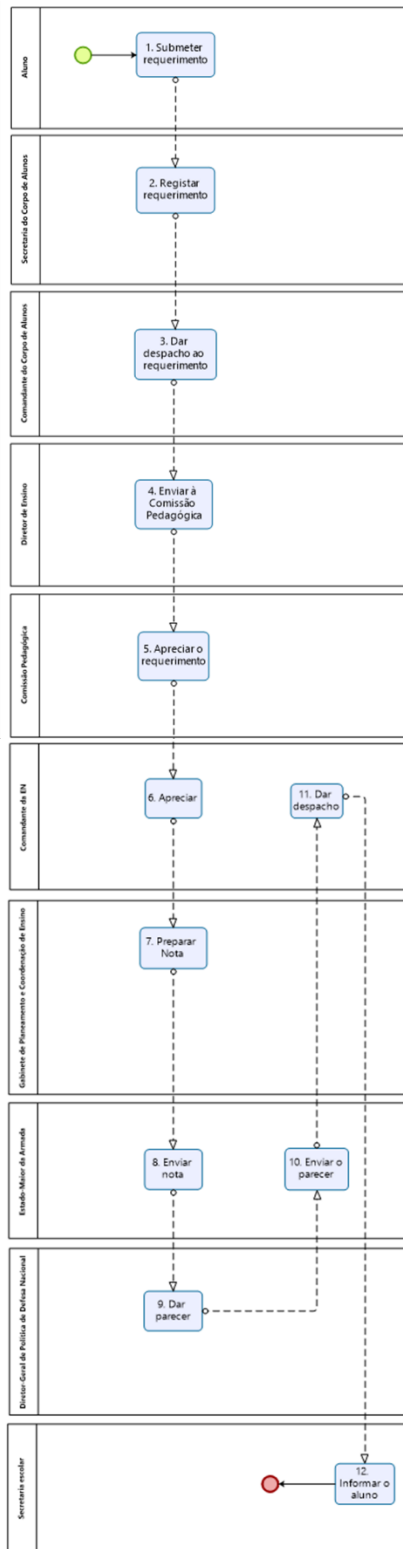 Aluno
1. Submeter
requerimento
Secretaria do Corpo de Alunos
2. Registar
requerimento
Comandante do Corpo de Alunos
3. Dar
despacho ao
requerimento
Diretor de Ensino
4. Enviar à
Comissão
Pedagógica
Comissão Pedagógica
5. Apreciar o
requerimento
Comandante da EN
6. Apreciar
11. Dar
despacho
Gabinete de Planeamento e Coordenação de Ensino
7. Preparar
Nota
Estado-Maior da Armada
8. Enviar
nota
10. Enviar o
parecer
Diretor-Geral de Política de Defesa Nacional
9. Dar
parecer
Secretaria escolar
12.
Informar o
aluno